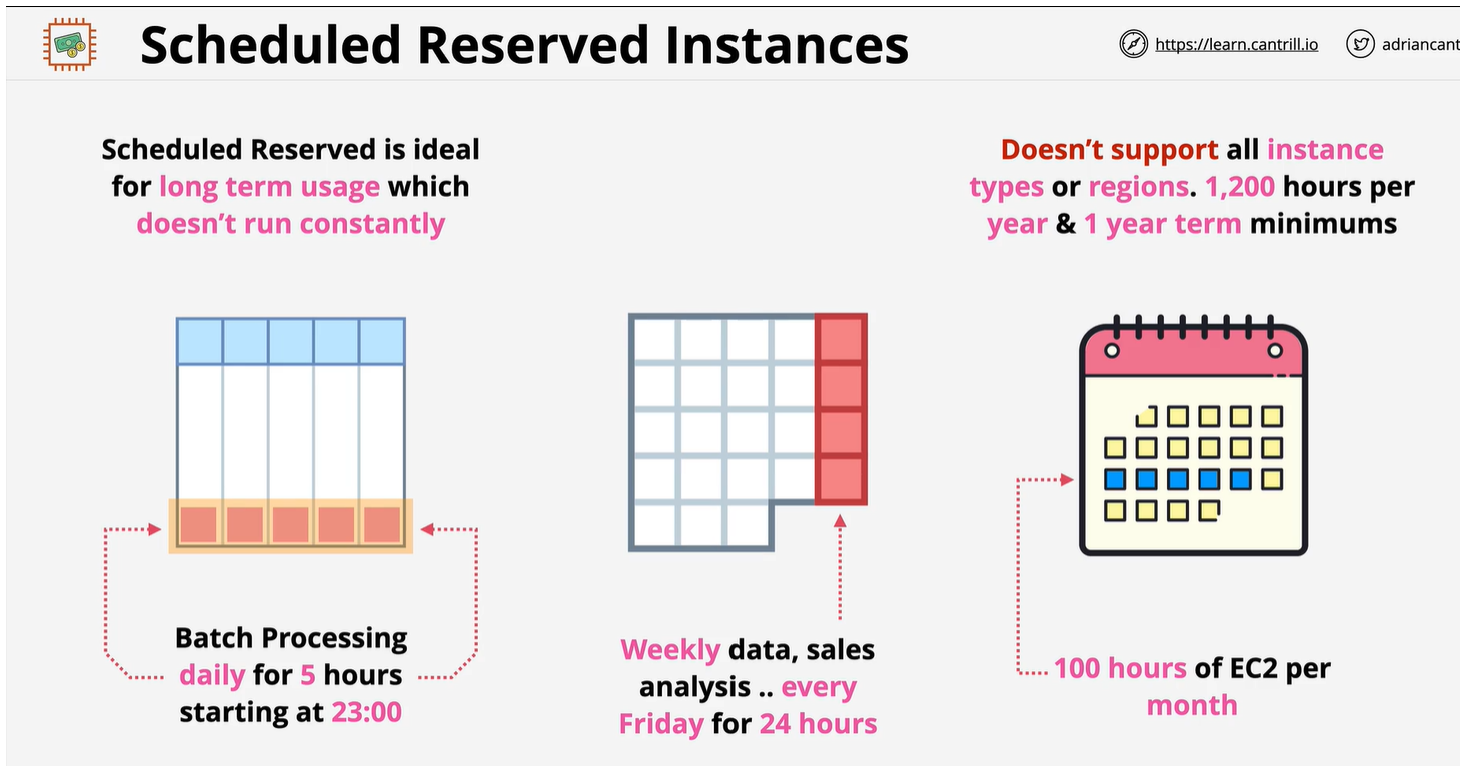 Scheduled Reserved Instances
https://learn.cantrill.io
adriancant
Scheduled Reserved is ideal
for long term usage which
doesn’t run constantly
Doesn’t support all instance
types or regions. 1,200 hours per
year & 1 year term minimums
Batch Processing
daily for 5 hours
starting at 23:00
Weekly data, sales
analysis .. every
Friday for 24 hours
100 hours of EC2 per
month